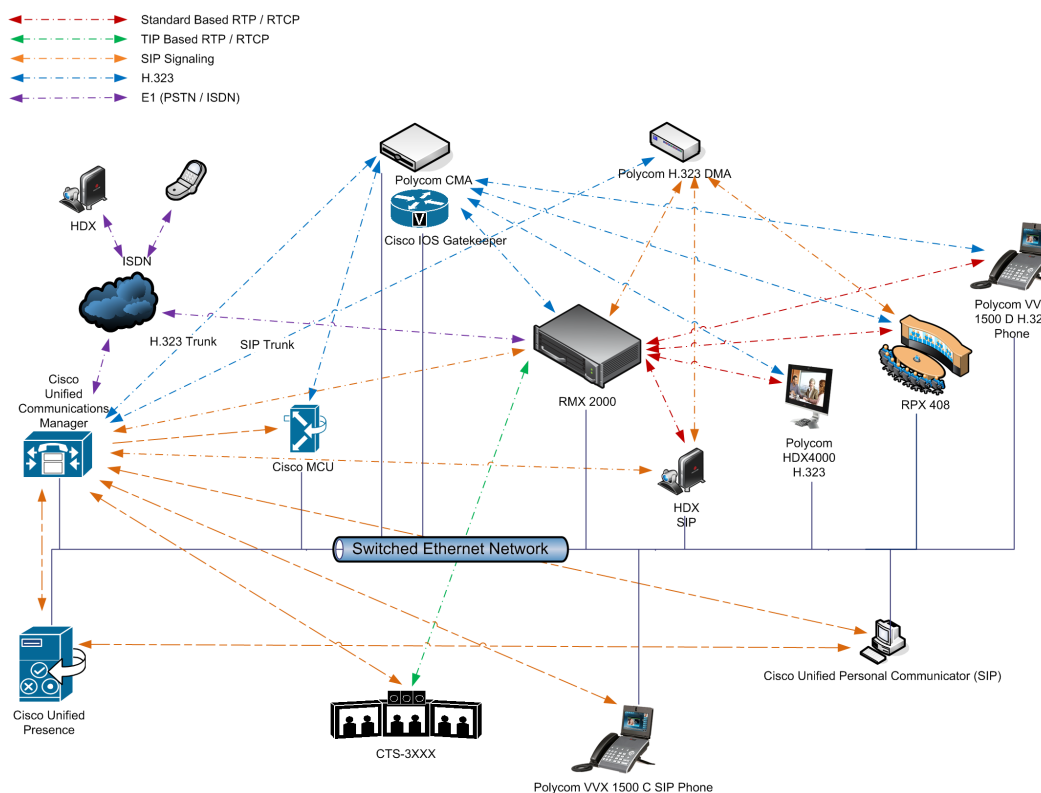 Standard Based RTP / RTCP
TIP Based RTP / RTCP
SIP Signaling
H.323
E1 (PSTN / ISDN)
HDX
ISDN
Polycom CMA
Cisco IOS Gatekeeper
Polycom H.323 DMA
Polycom VV
1500 D H.32
Phone
H.323 Trunk
SIP Trunk
Cisco
Unified
Communications
Manager
RMX 2000
RPX 408
Cisco MCU
Polycom
HDX4000
H.323
HDX
SIP
Switched Ethernet Network
Cisco Unified
Presence
CTS-3XXX
Cisco Unified Personal Communicator (SIP)
Polycom VVX 1500 C SIP Phone
V